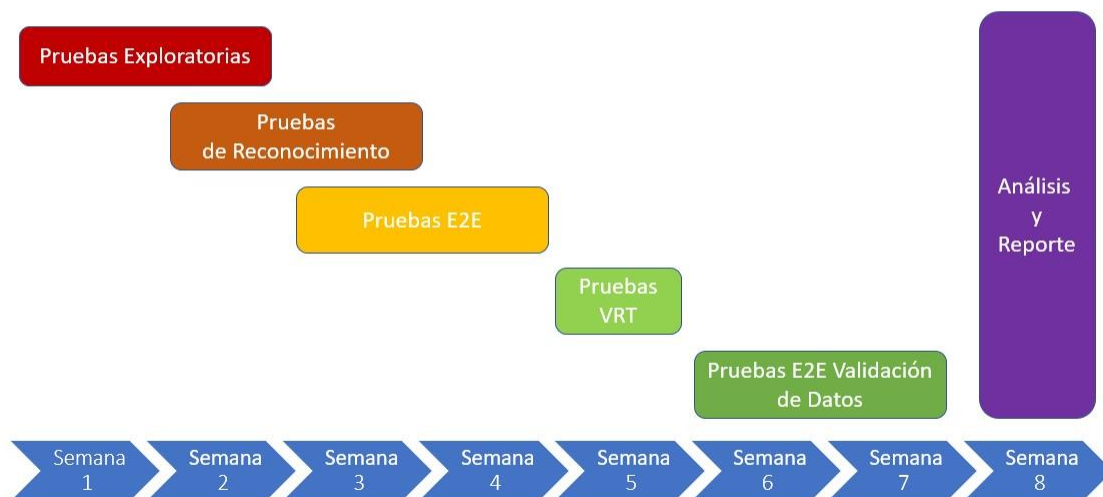 Pruebas Exploratorias
Pruebas
de Reconocimiento
Pruebas E2E
Pruebas
VRT
Pruebas E2E Validación
de Datos
Análisis
y
Reporte
Semana
1
Semana
2
Semana
3
Semana
4
Semana
5
Semana
6
Semana
7
Semana
8